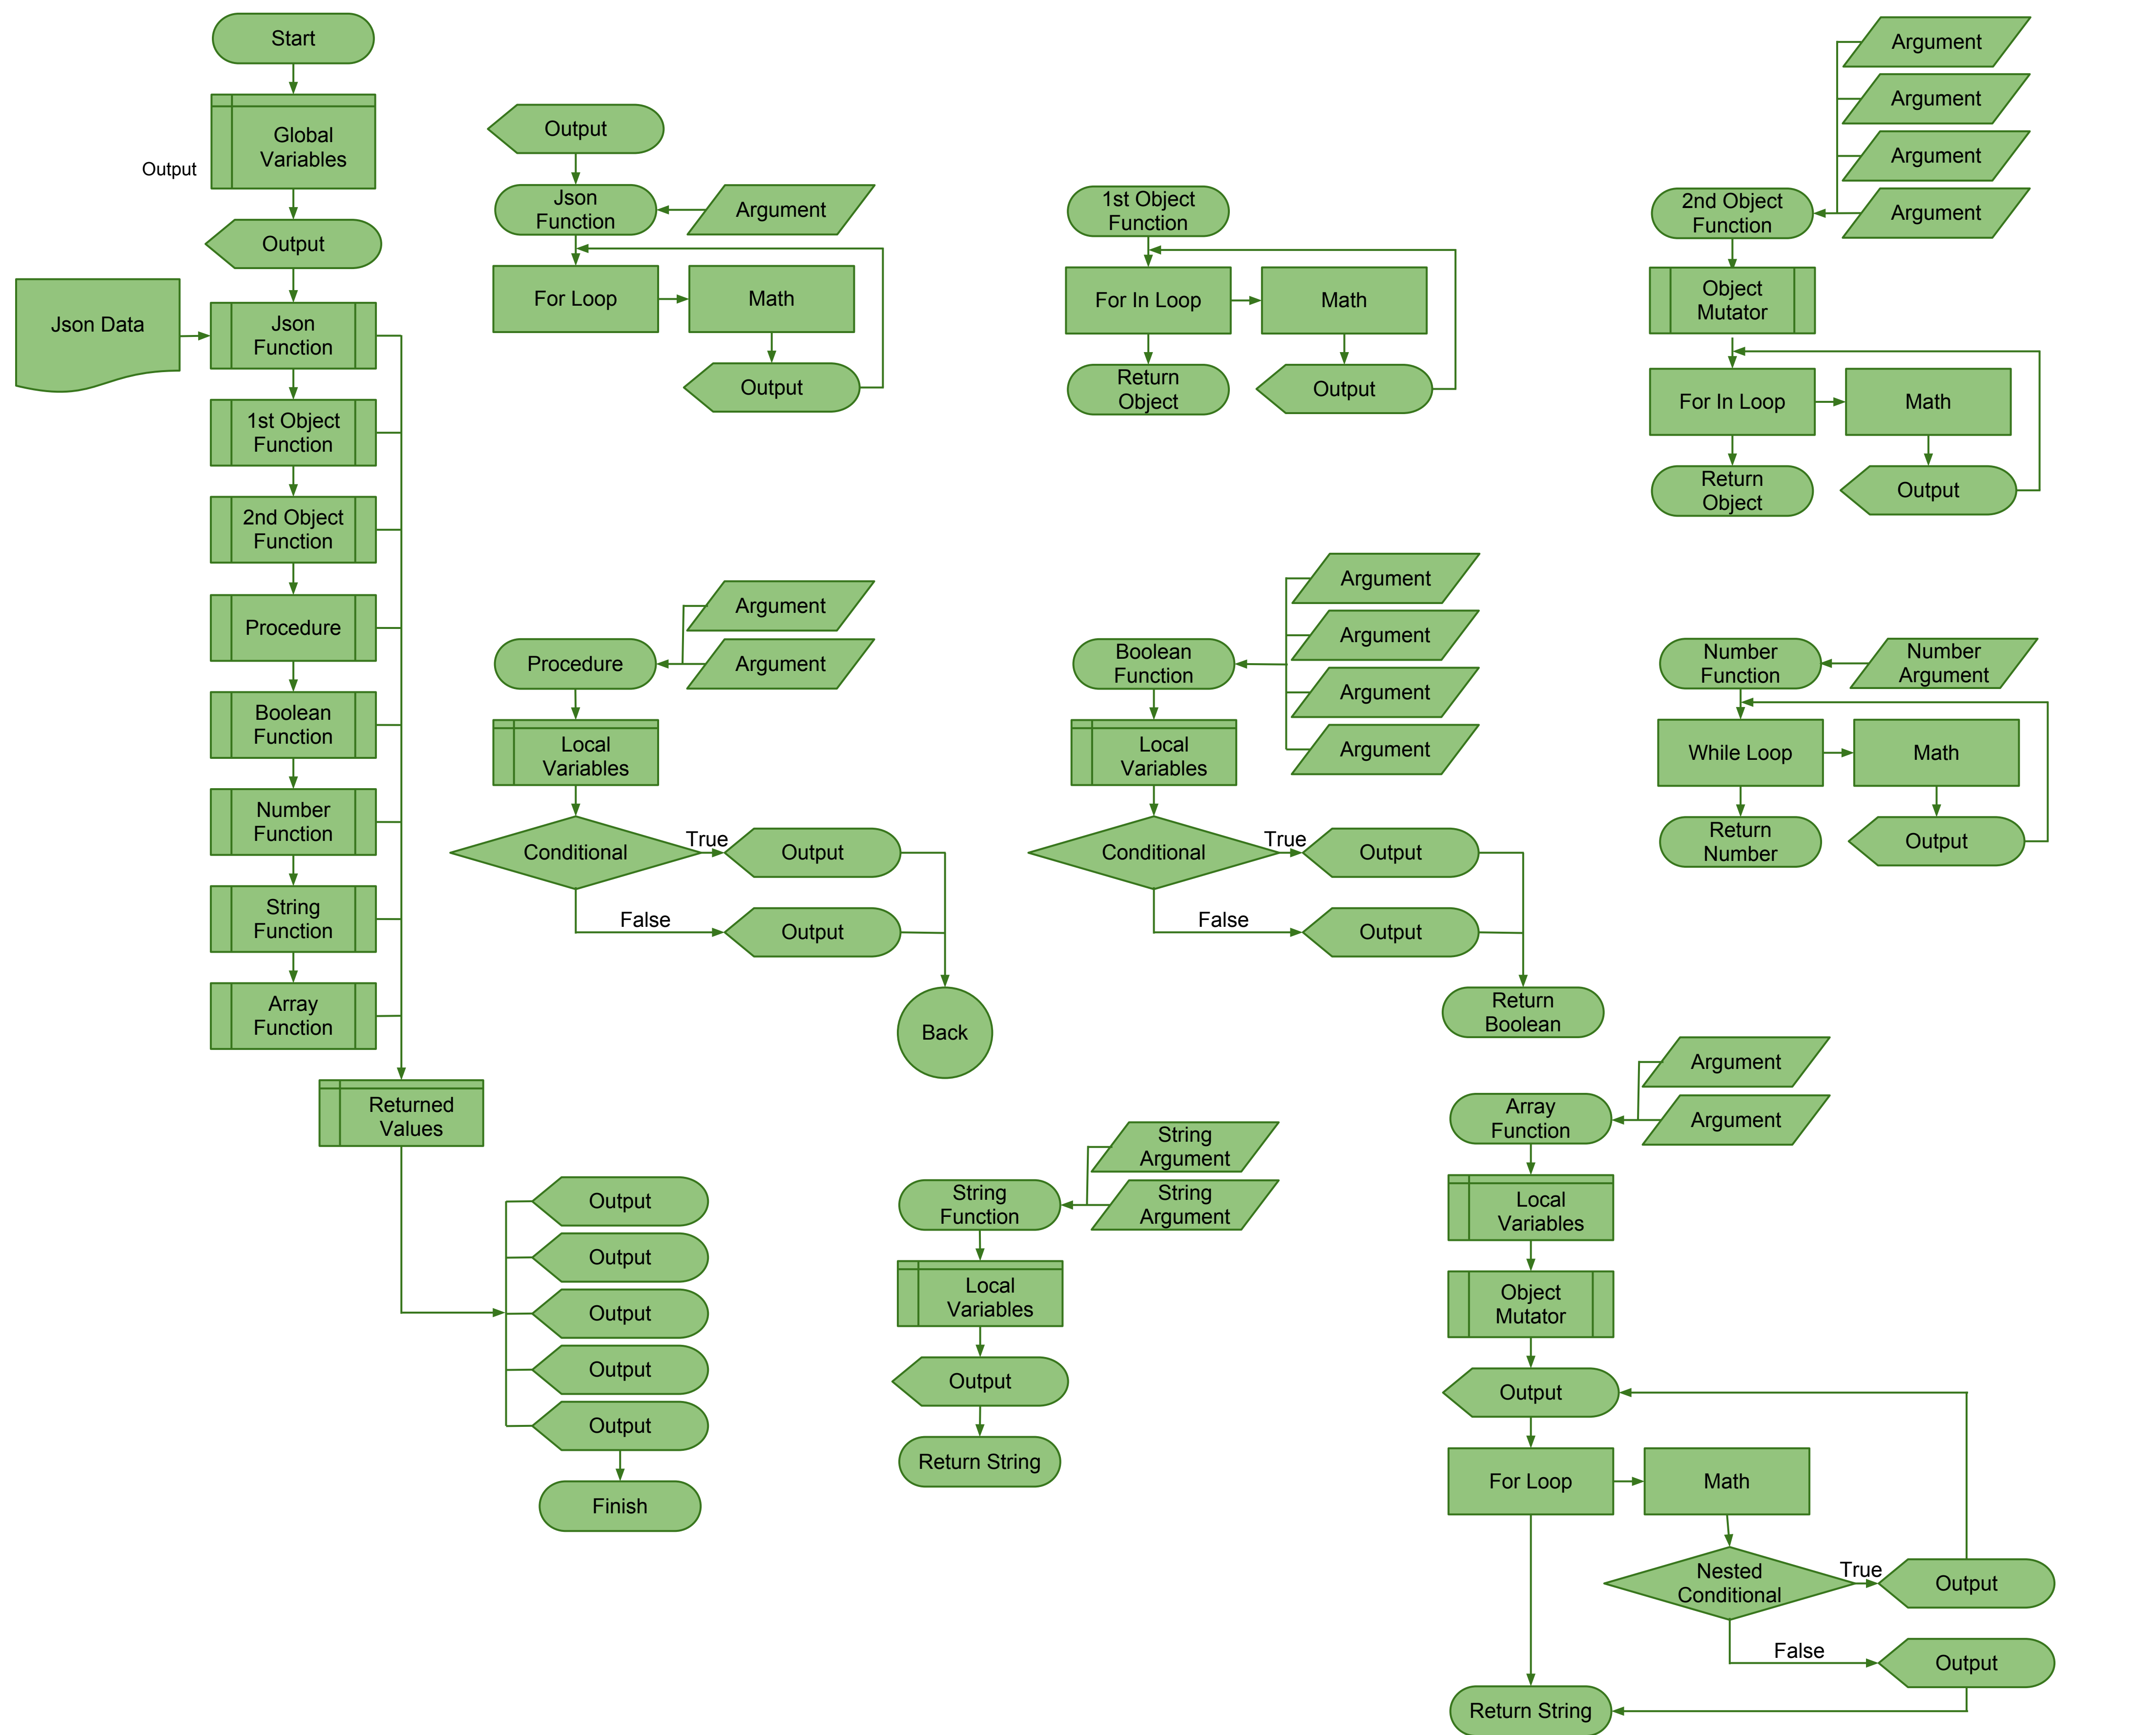 Start
Global
Variables
Output
Output
Json Data
Json
Function
1st Object
Function
2nd Object
Function
Procedure
Boolean
Function
Number
Function
String
Function
Array
Function
Returned
Values
Output
Output
Output
Output
Output
Finish
Output
Json
Function
Argument
For Loop
Math
Output
1st Object
Function
For In Loop
Math
Return
Object
Output
Argument
Argument
Argument
Argument
2nd Object
Function
Object
Mutator
For In Loop
Math
Return
Object
Output
Argument
Argument
Procedure
Local
Variables
Conditional
True
Output
False
Output
Back
Argument
Argument
Argument
Argument
Boolean
Function
Local
Variables
Conditional
True
Output
False
Output
Return
Boolean
Number
Function
Number
Argument
While Loop
Math
Return
Number
Output
String
Argument
String
Argument
String
Function
Local
Variables
Output
Return String
Argument
Argument
Array
Function
Local
Variables
Object
Mutator
Output
For Loop
Math
Nested
Conditional
True
Output
False
Output
Return String